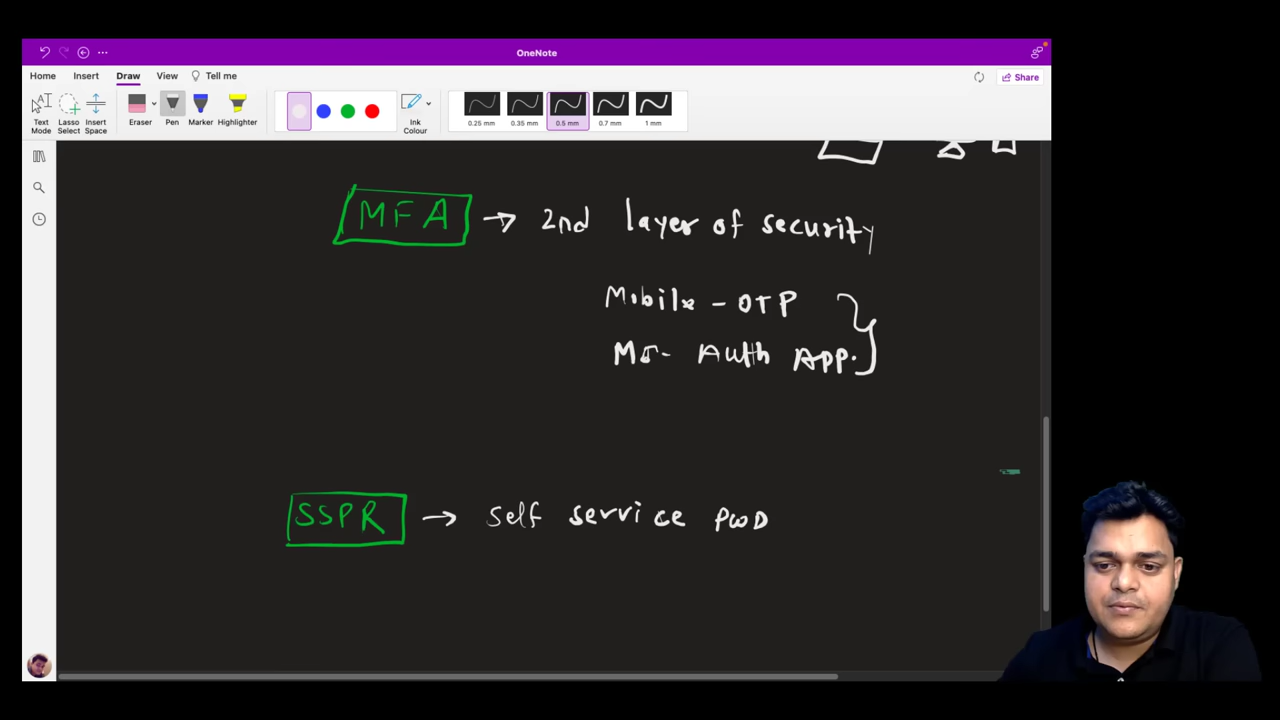 OneNote
Home Insert Draw View Tell me
Share
Text Mode
Lasso Select
Insert Space
Eraser
Pen
Marker
Highlighter
Ink Colour
0.25 mm
0.35 mm
0.5 mm
0.7 mm
1 mm
MFA → 2nd layer of security
Mobile - OTP
MS- Auth App.
SSPR → self service PWD